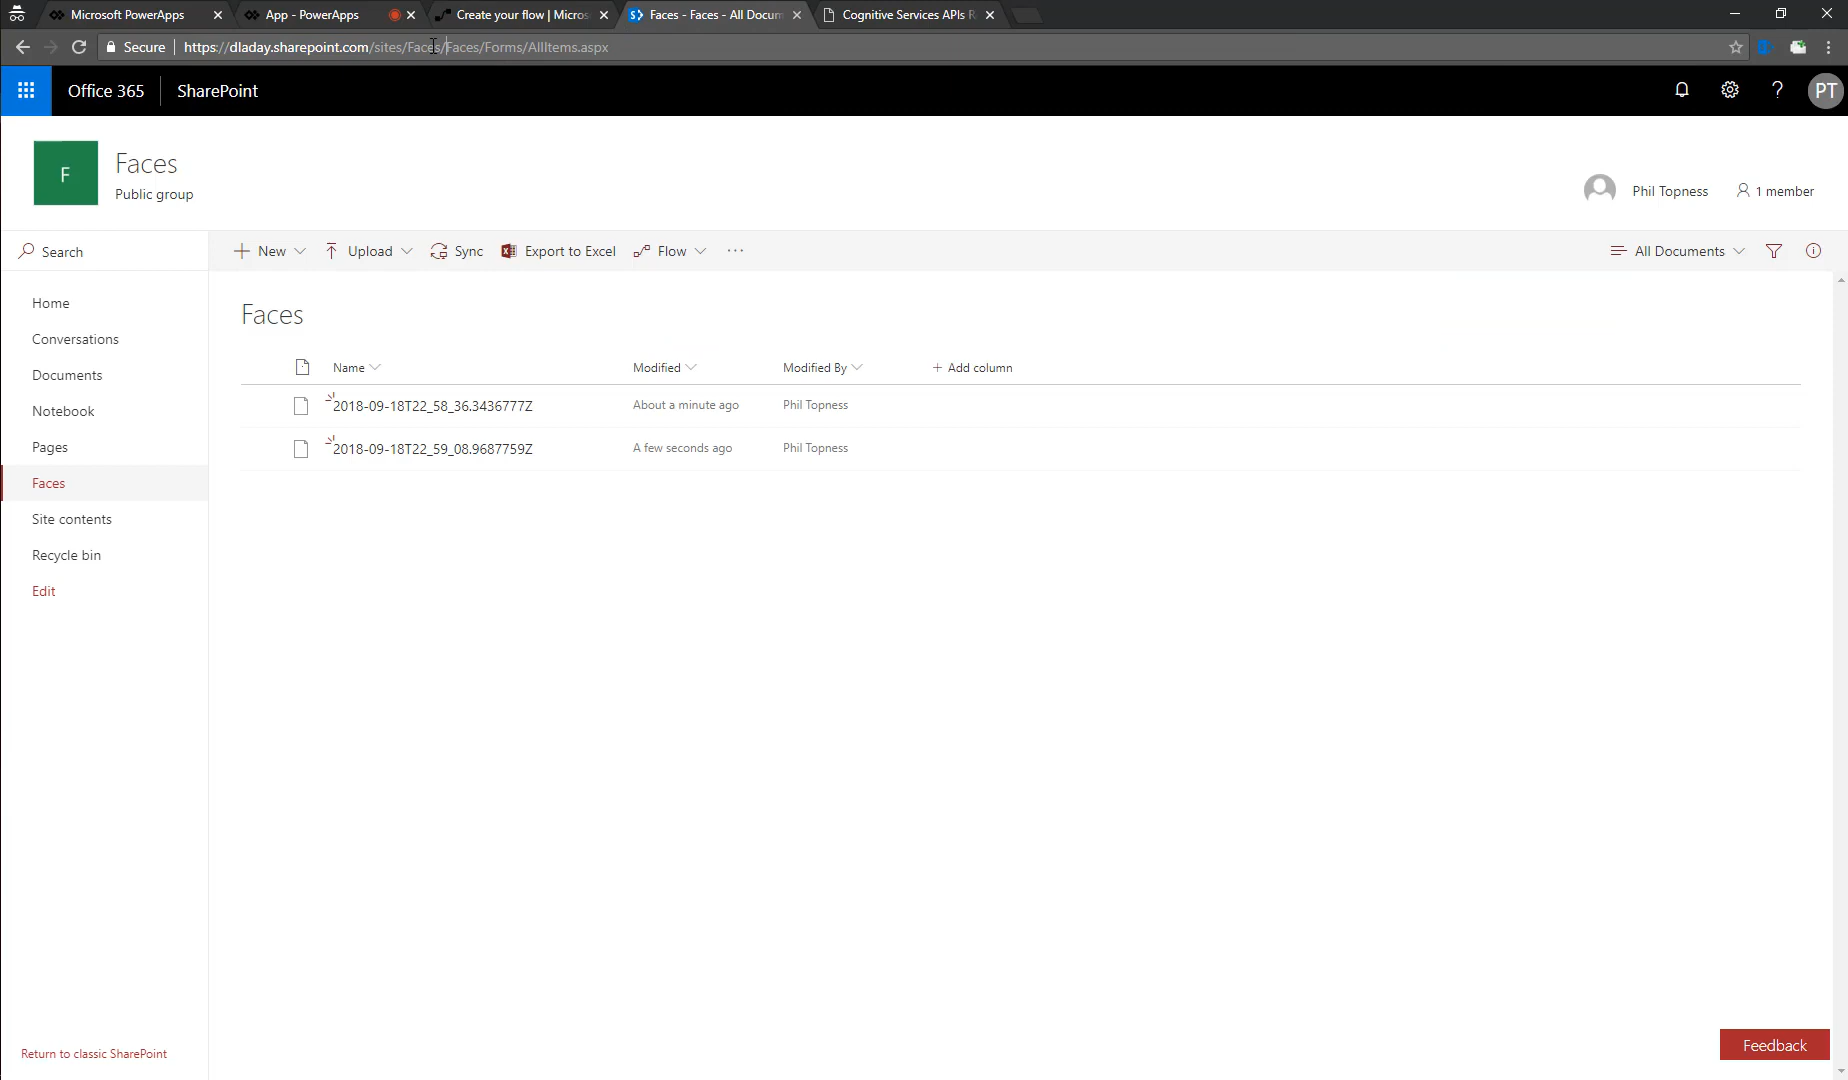 Microsoft PowerApps
App - PowerApps
Create your flow | Micros
Faces - Faces - All Docum
Cognitive Services APIs R
Secure
https://dladay.sharepoint.com/sites/Faces/Faces/Forms/AllItems.aspx
Office 365
SharePoint
?
PT
F
Faces
Public group
Phil Topness
1 member
Search
New
Upload
Sync
Export to Excel
Flow
...
All Documents
Home
Conversations
Documents
Notebook
Pages
Faces
Site contents
Recycle bin
Edit
Return to classic SharePoint
Faces
Name
Modified
Modified By
+ Add column
2018-09-18T22_58_36.3436777Z
About a minute ago
Phil Topness
2018-09-18T22_59_08.9687759Z
A few seconds ago
Phil Topness
Feedback